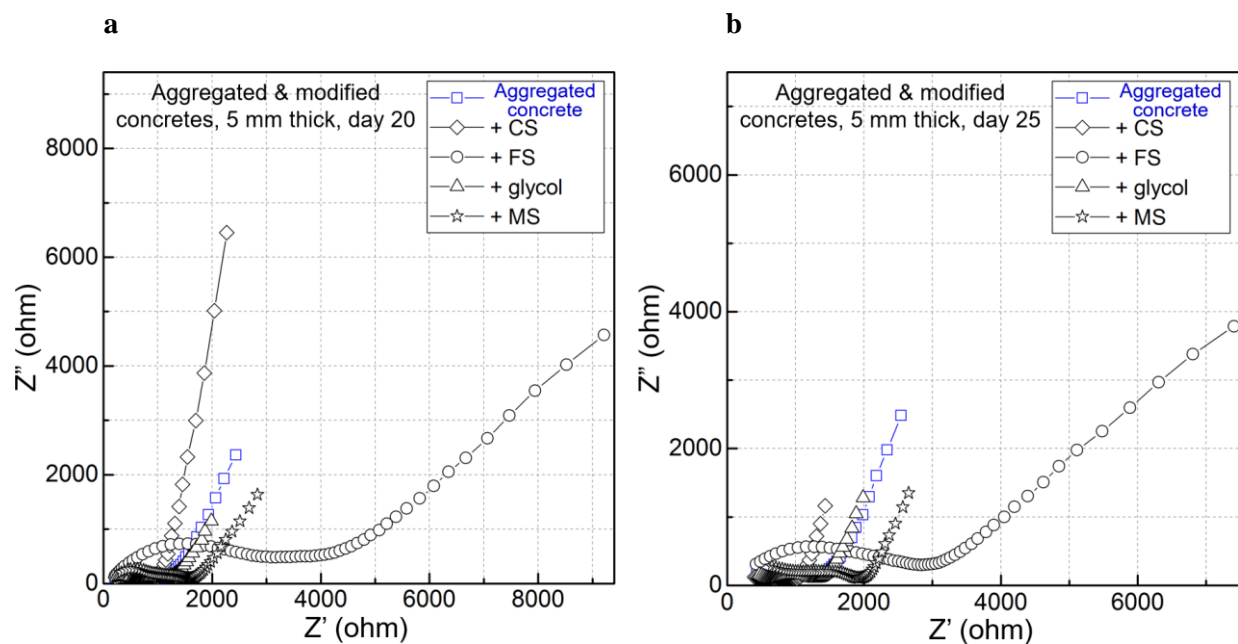 a
Aggregated & modified
concretes, 5 mm thick, day 20
Aggregated
concrete
+ CS
+ FS
+ glycol
+ MS
8000
6000
4000
2000
0
Z" (ohm)
0 2000 4000 6000 8000
Z' (ohm)
b
Aggregated & modified
concretes, 5 mm thick, day 25
Aggregated
concrete
+ CS
+ FS
+ glycol
+ MS
6000
4000
2000
0
Z" (ohm)
0 2000 4000 6000
Z' (ohm)